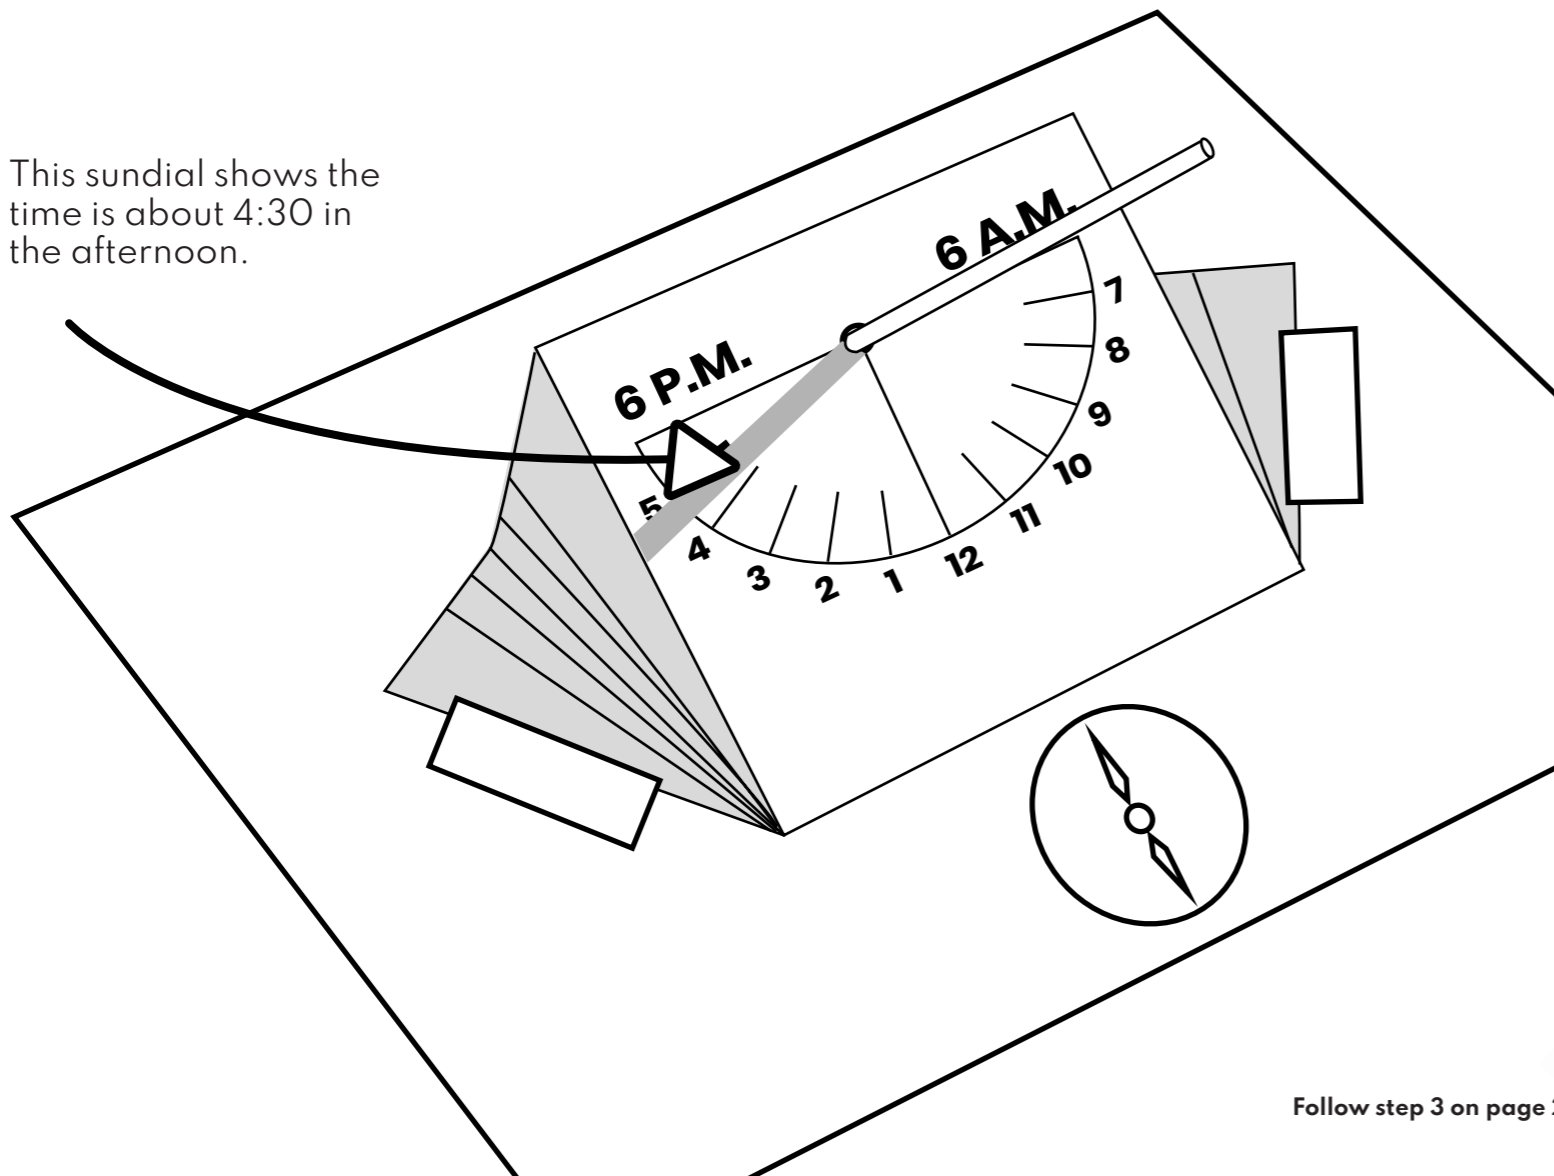 This sundial shows the
time is about 4:30 in
the afternoon.
6 A.M.
6 P.M.
7
8
9
10
11
12
1
2
3
4
5
Follow step 3 on page